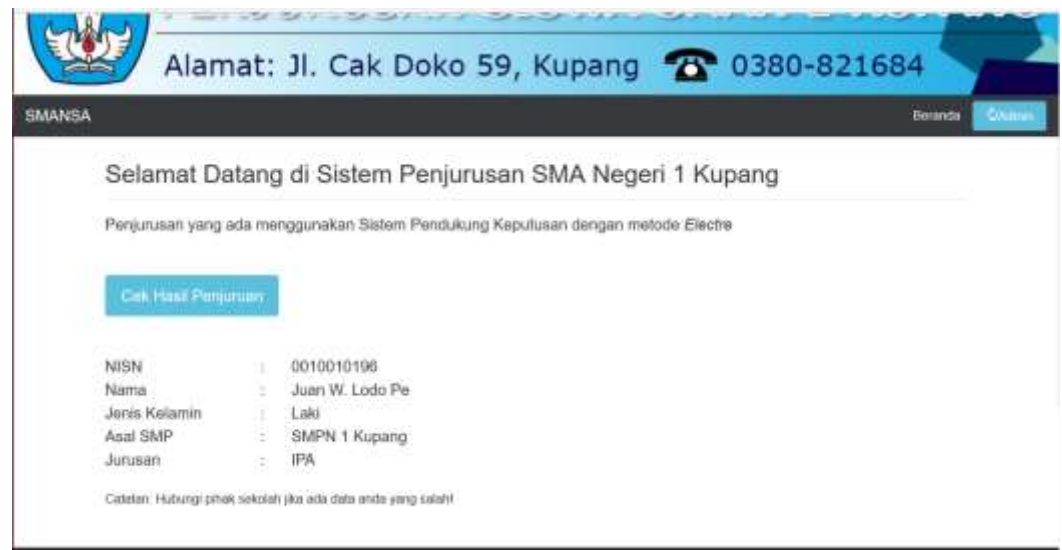 Alamat: Jl. Cak Doko 59, Kupang 0380-821684
SMANSA Beranda
Selamat Datang di Sistem Penjurusan SMA Negeri 1 Kupang
Penjurusan yang ada menggunakan Sistem Pendukung Keputusan dengan metode Electre
Cek Hasil Penjuruan
NISN : 0010010196
Nama : Juan W. Lodo Pe
Jenis Kelamin : Laki
Asal SMP : SMPN 1 Kupang
Jurusan : IPA
Catatan: Hubungi pihak sekolah jika ada data anda yang salah!